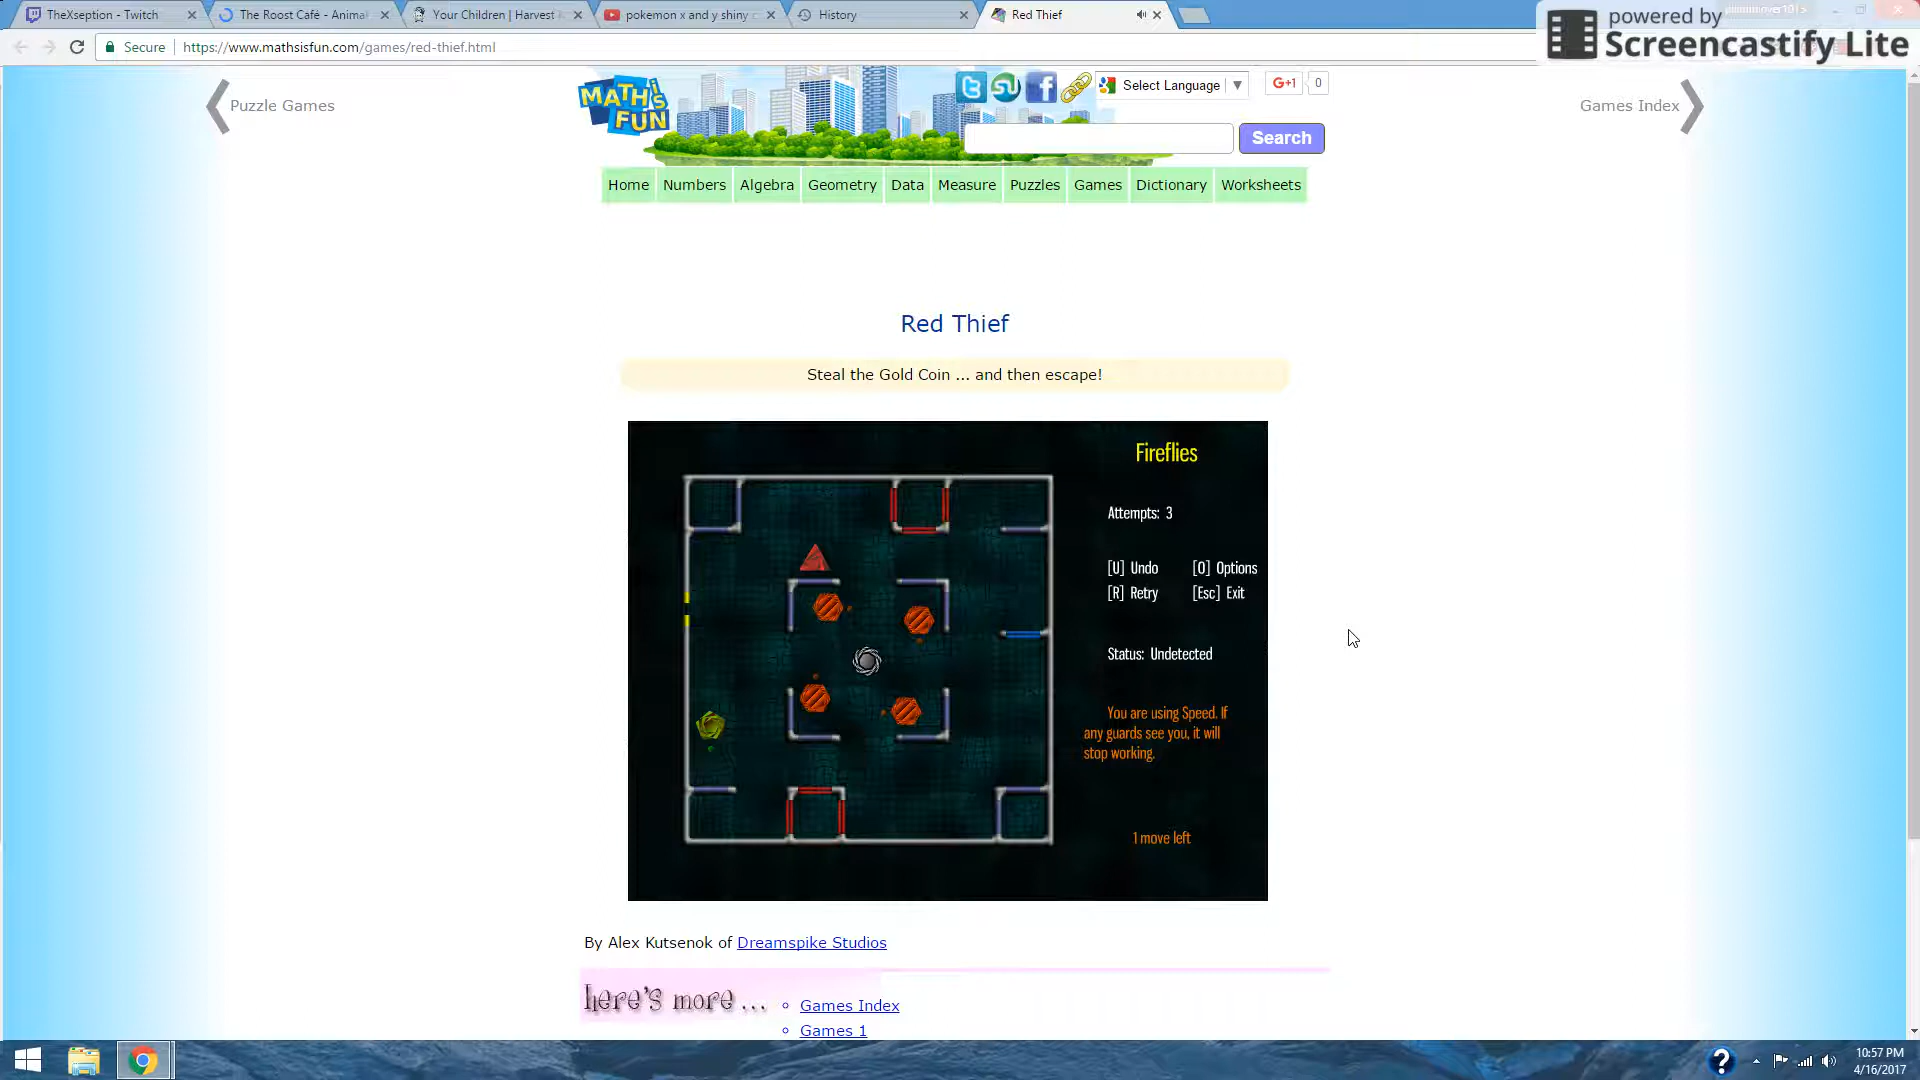 TheXseption - Twitch
The Roost Café - Anima
Your Children | Harvest
pokemon x and y shiny
History
Red Thief
powered by
Screencastify Lite
Secure
https://www.mathsisfun.com/games/red-thief.html
Puzzle Games
MATH is FUN
Select Language
G+1
0
Games Index
Search
Home
Numbers
Algebra
Geometry
Data
Measure
Puzzles
Games
Dictionary
Worksheets
Red Thief
Steal the Gold Coin ... and then escape!
Fireflies
Attempts: 3
[U] Undo
[O] Options
[R] Retry
[Esc] Exit
Status: Undetected
You are using Speed. If
any guards see you, it will
stop working.
1 move left
By Alex Kutsenok of Dreamspike Studios
here's more ...
Games Index
Games 1
10:57 PM
4/16/2017